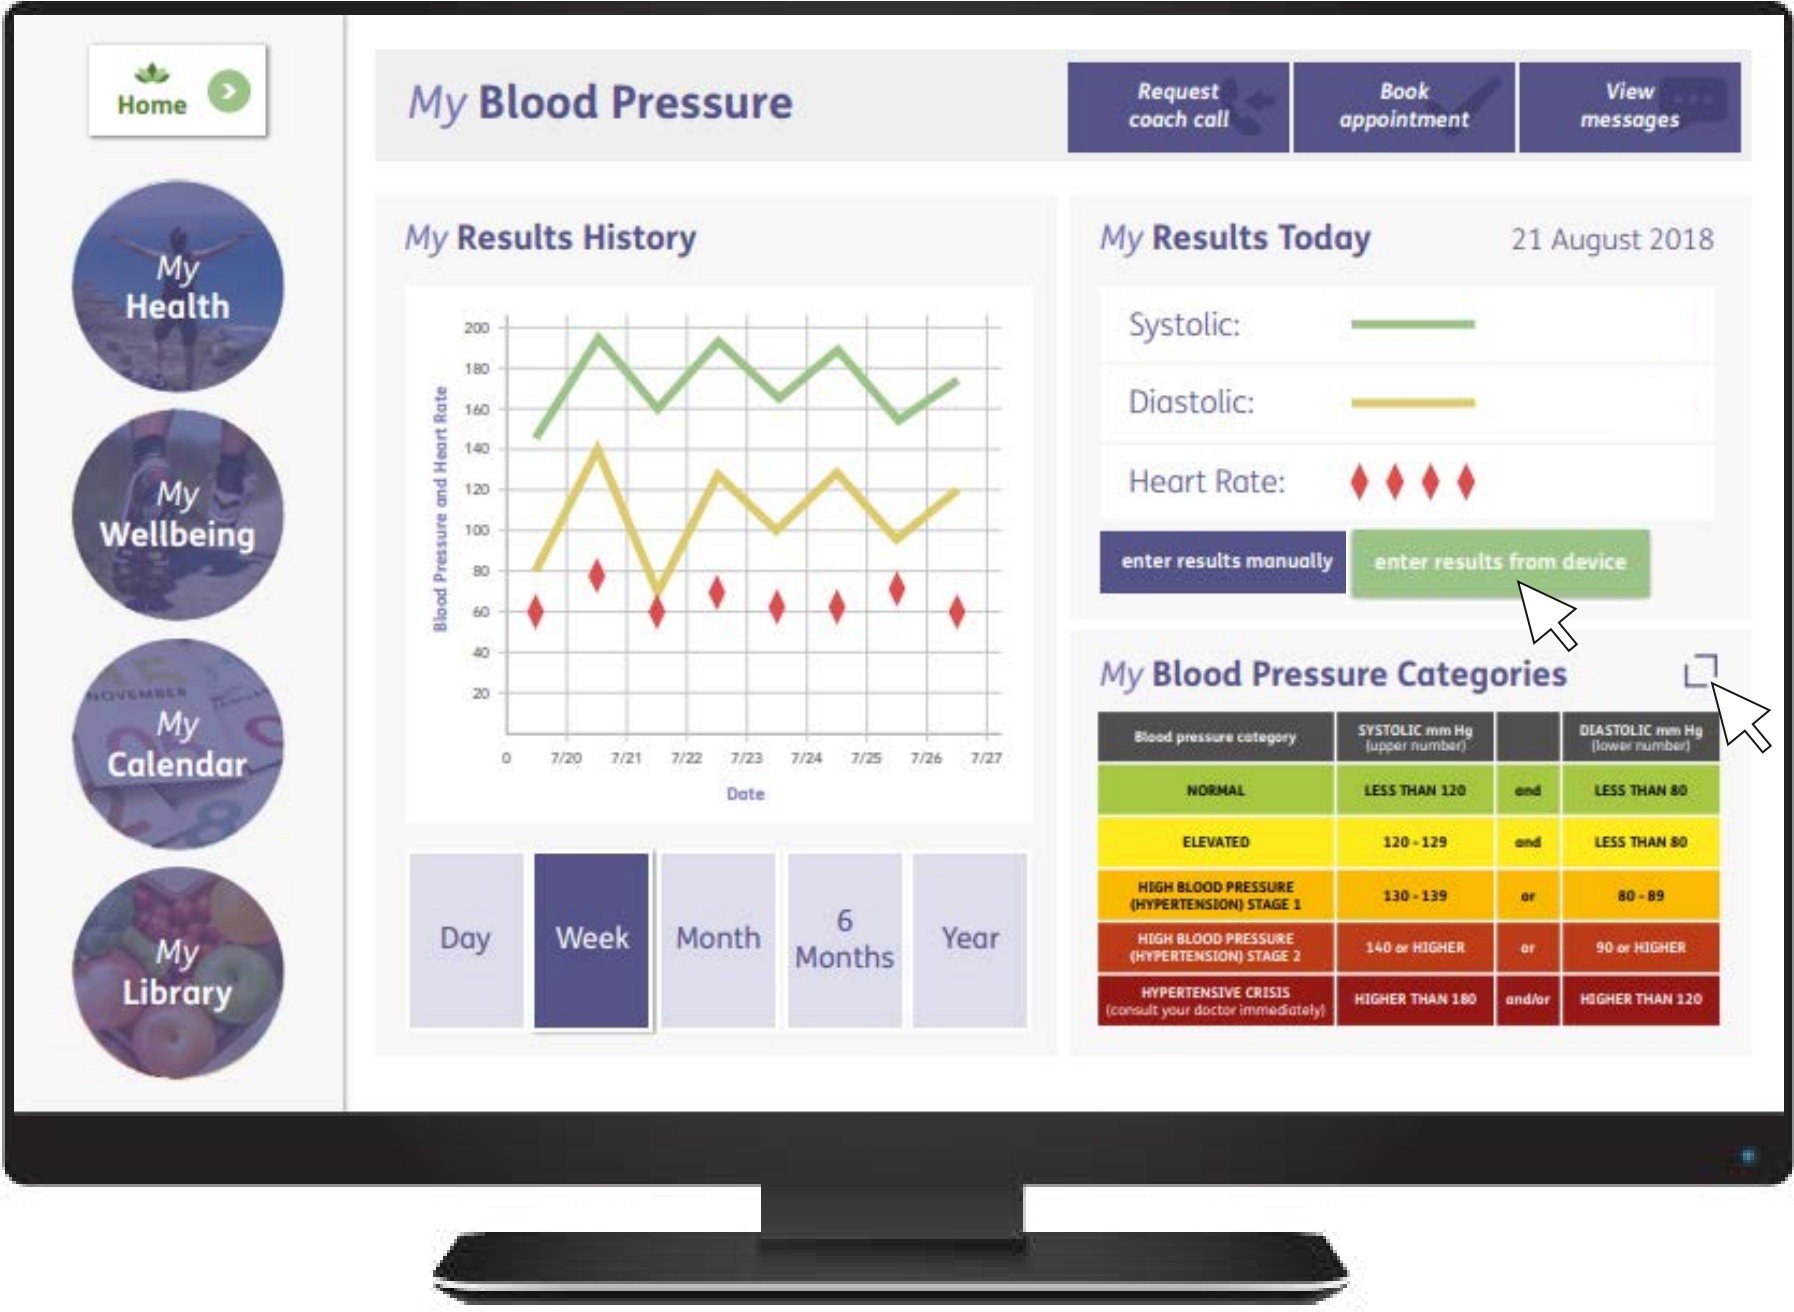 Home
My
Health
My
Wellbeing
NOVEMBER
My
Calendar
My
Library
My Blood Pressure
Request
coach call
Book
appointment
View
messages
My Results History
Blood Pressure and Heart Rate
200
180
160
140
120
100
80
60
40
20
0 7/20 7/21 7/22 7/23 7/24 7/25 7/26 7/27
Date
Day Week Month 6 Months Year
My Results Today 21 August 2018
Systolic:
Diastolic:
Heart Rate:
enter results manually enter results from device
My Blood Pressure Categories
Blood pressure category SYSTOLIC mm Hg (upper number) DIASTOLIC mm Hg (lower number)
NORMAL LESS THAN 120 and LESS THAN 80
ELEVATED 120 - 129 and LESS THAN 80
HIGH BLOOD PRESSURE
(HYPERTENSION) STAGE 1 130 - 139 or 80 - 89
HIGH BLOOD PRESSURE
(HYPERTENSION) STAGE 2 140 or HIGHER or 90 or HIGHER
HYPERTENSIVE CRISIS
(consult your doctor immediately) HIGHER THAN 180 and/or HIGHER THAN 120